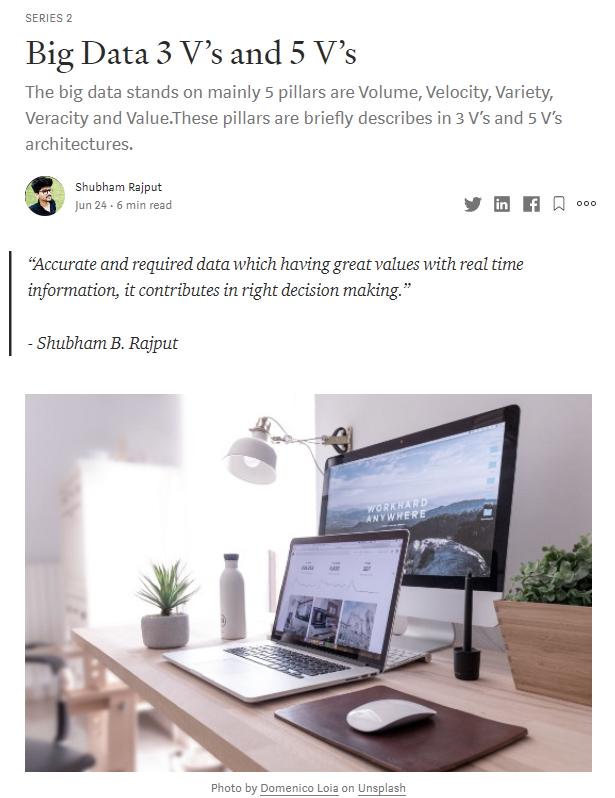 SERIES 2
Big Data 3 V’s and 5 V’s
The big data stands on mainly 5 pillars are Volume, Velocity, Variety,
Veracity and Value.These pillars are briefly describes in 3 V’s and 5 V’s
architectures.
Shubham Rajput
Jun 24 · 6 min read
“Accurate and required data which having great values with real time
information, it contributes in right decision making.”
- Shubham B. Rajput
WORKHARD
ANYWHERE
Photo by Domenico Loia on Unsplash